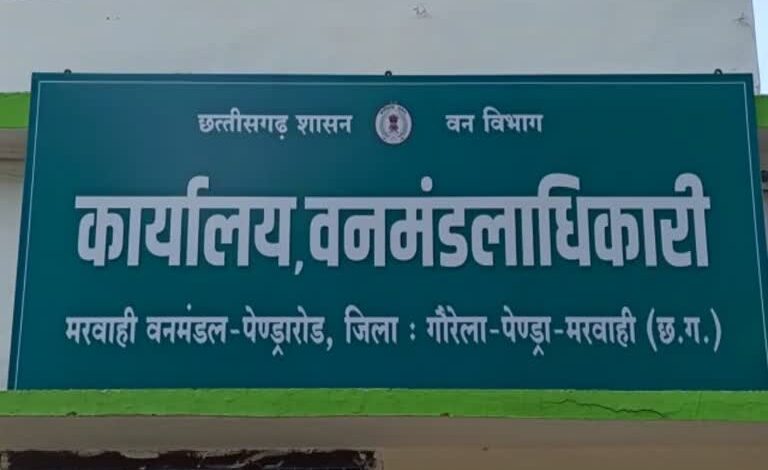 छत्तीसगढ़ शासन वन विभाग
कार्यालय, वनमंडलाधिकारी
मरवाही वनमंडल-पेण्ड्रारोड, जिला : गौरेला-पेण्ड्रा-मरवाही (छ.ग.)